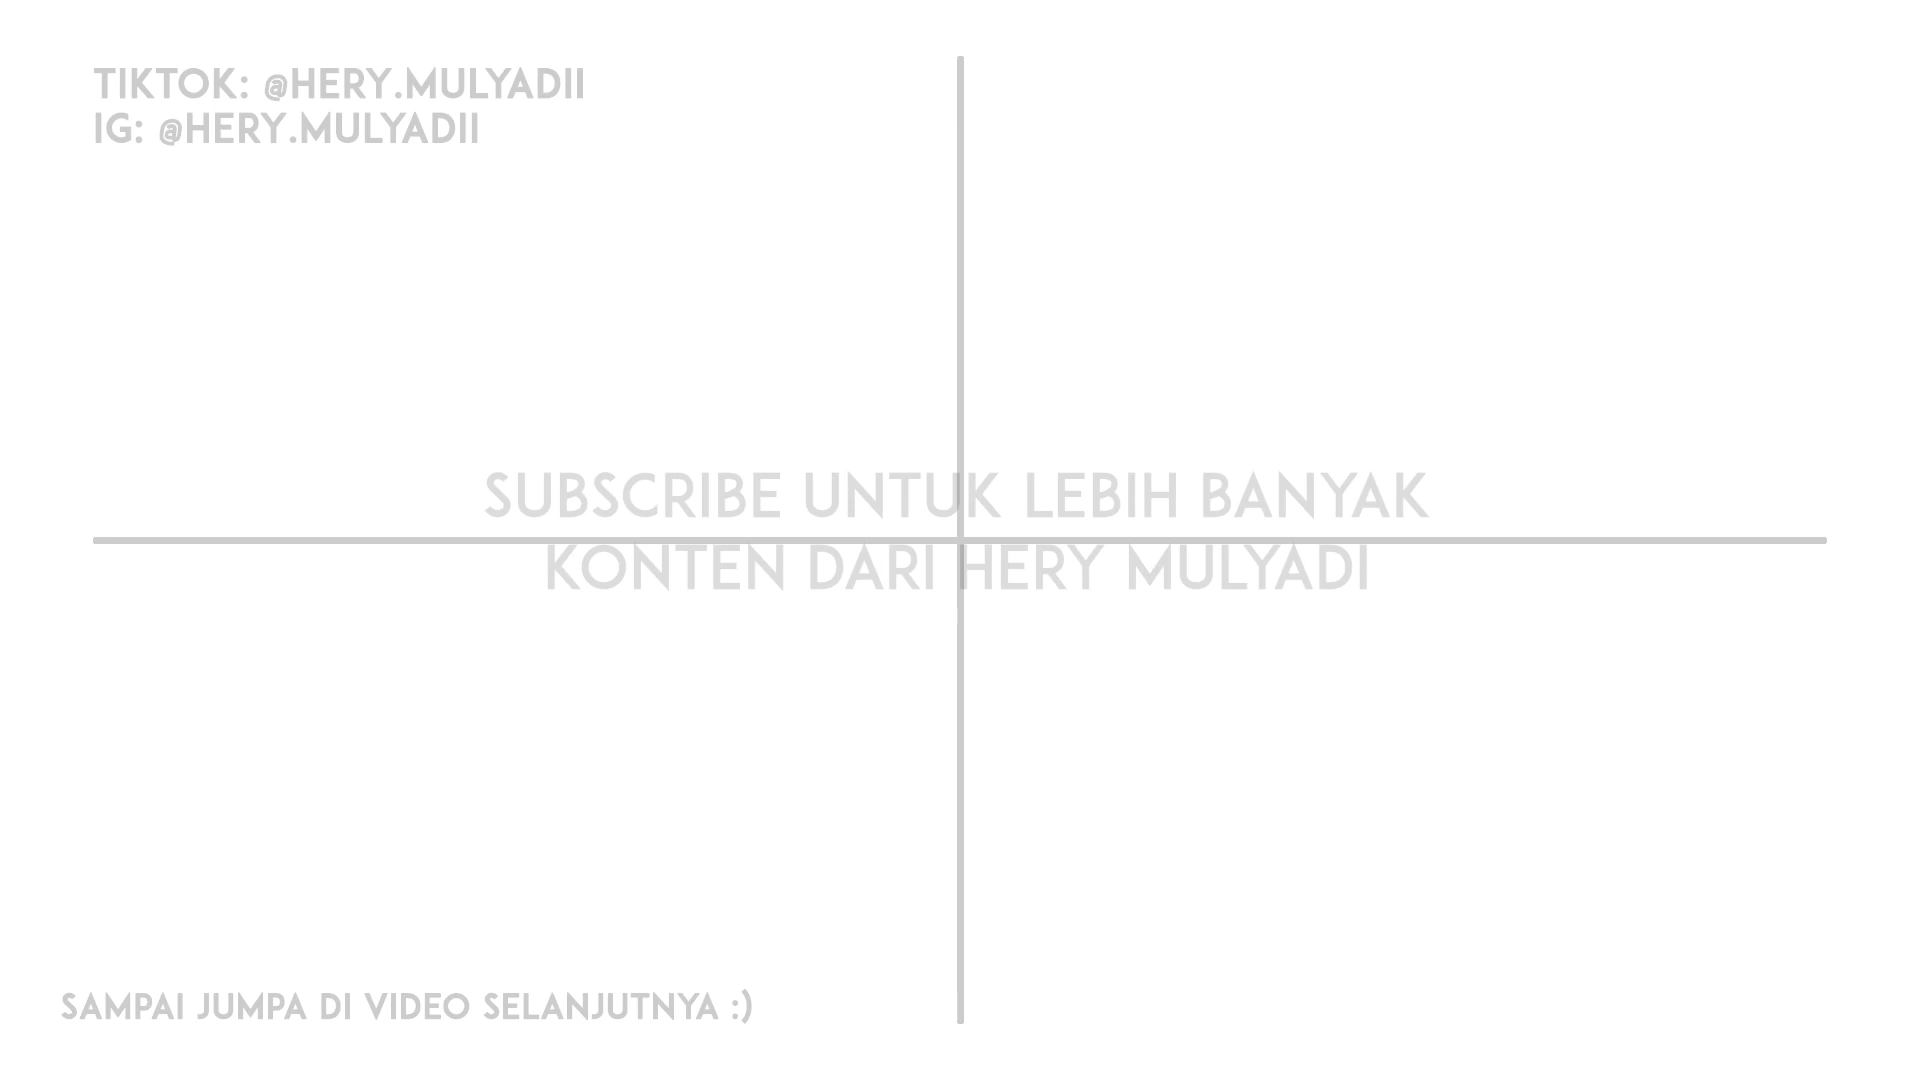 TIKTOK: @HERY.MULYADII
IG: @HERY.MULYADII
SUBSCRIBE UNTUK LEBIH BANYAK
KONTEN DARI HERY MULYADI
SAMPAI JUMPA DI VIDEO SELANJUTNYA :)